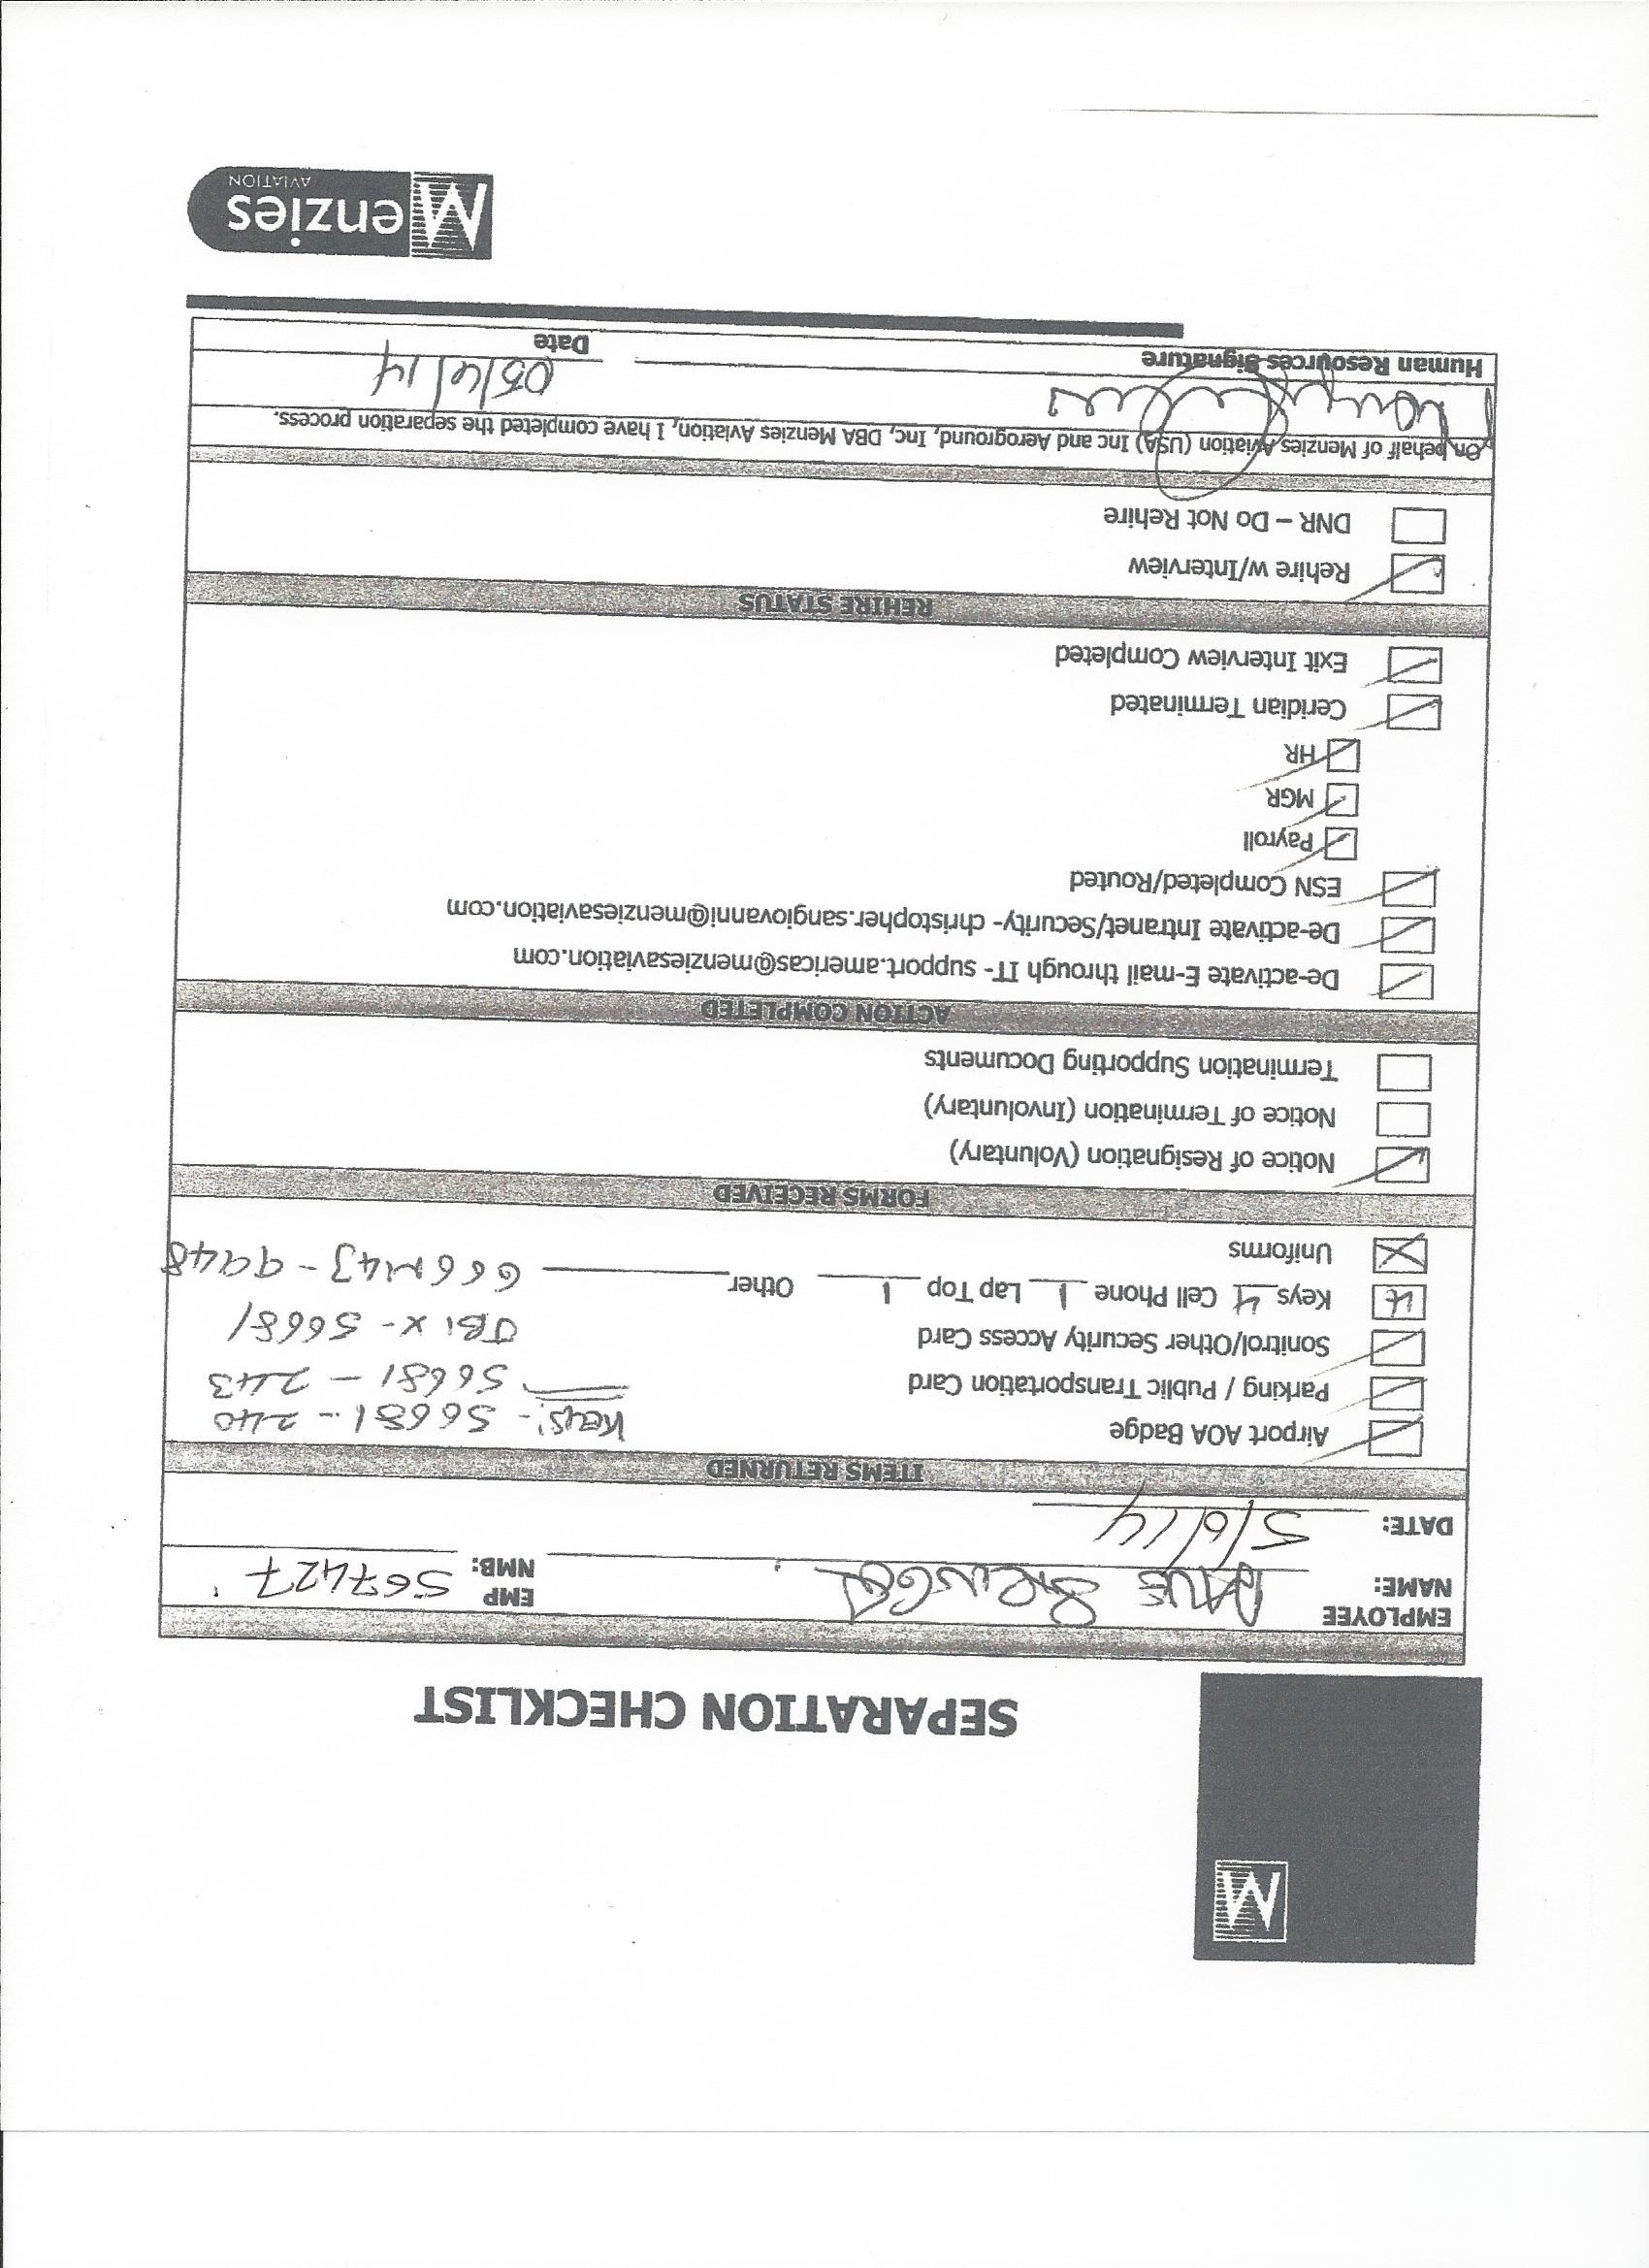 M
SEPARATION CHECKLIST
EMPLOYEE
NAME: DAVE
EMP
NMB: 567427
DATE: 5/6/14
ITEMS RETURNED
Airport AOA Badge
KEYS:- 56681-240
Parking / Public Transportation Card
56681-243
Sonitrol/Other Security Access Card
JBIX-56681
4 Keys 4 Cell Phone 1 Lap Top 1 Other
666M43-9948
Uniforms
FORMS RECEIVED
Notice of Resignation (Voluntary)
Notice of Termination (Involuntary)
Termination Supporting Documents
ACTION COMPLETED
De-activate E-mail through IT- support.americas@menziesaviation.com
De-activate Intranet/Security- christopher.sangiovanni@menziesaviation.com
ESN Completed/Routed
Payroll
MGR
HR
Ceridian Terminated
Exit Interview Completed
REHIRE STATUS
Rehire w/Interview
DNR – Do Not Rehire
On behalf of Menzies Aviation (USA) Inc and Aeroground, Inc, DBA Menzies Aviation, I have completed the separation process.
05/6/14
Human Resources Signature
Date
Menzies
AVIATION